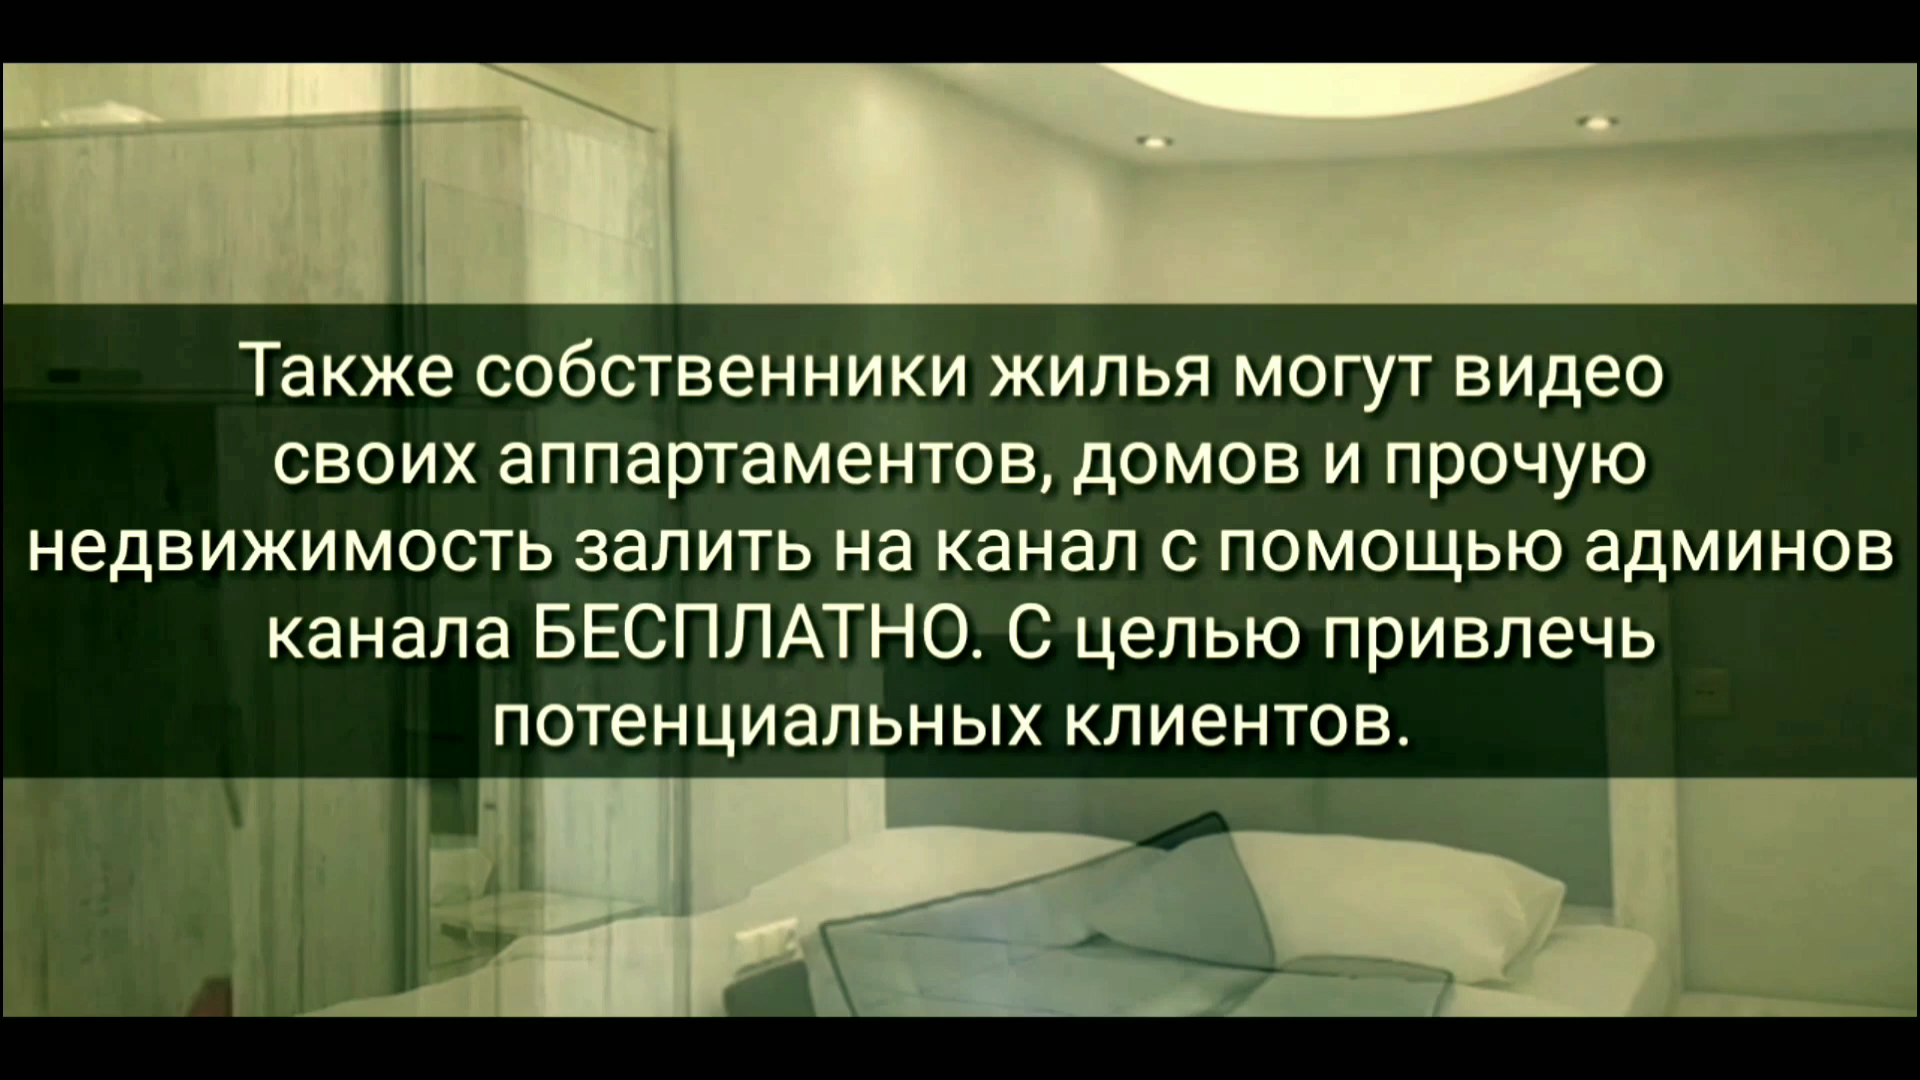 Также собственники жилья могут видео
своих аппартаментов, домов и прочую
недвижимость залить на канал с помощью админов
канала БЕСПЛАТНО. С целью привлечь
потенциальных клиентов.